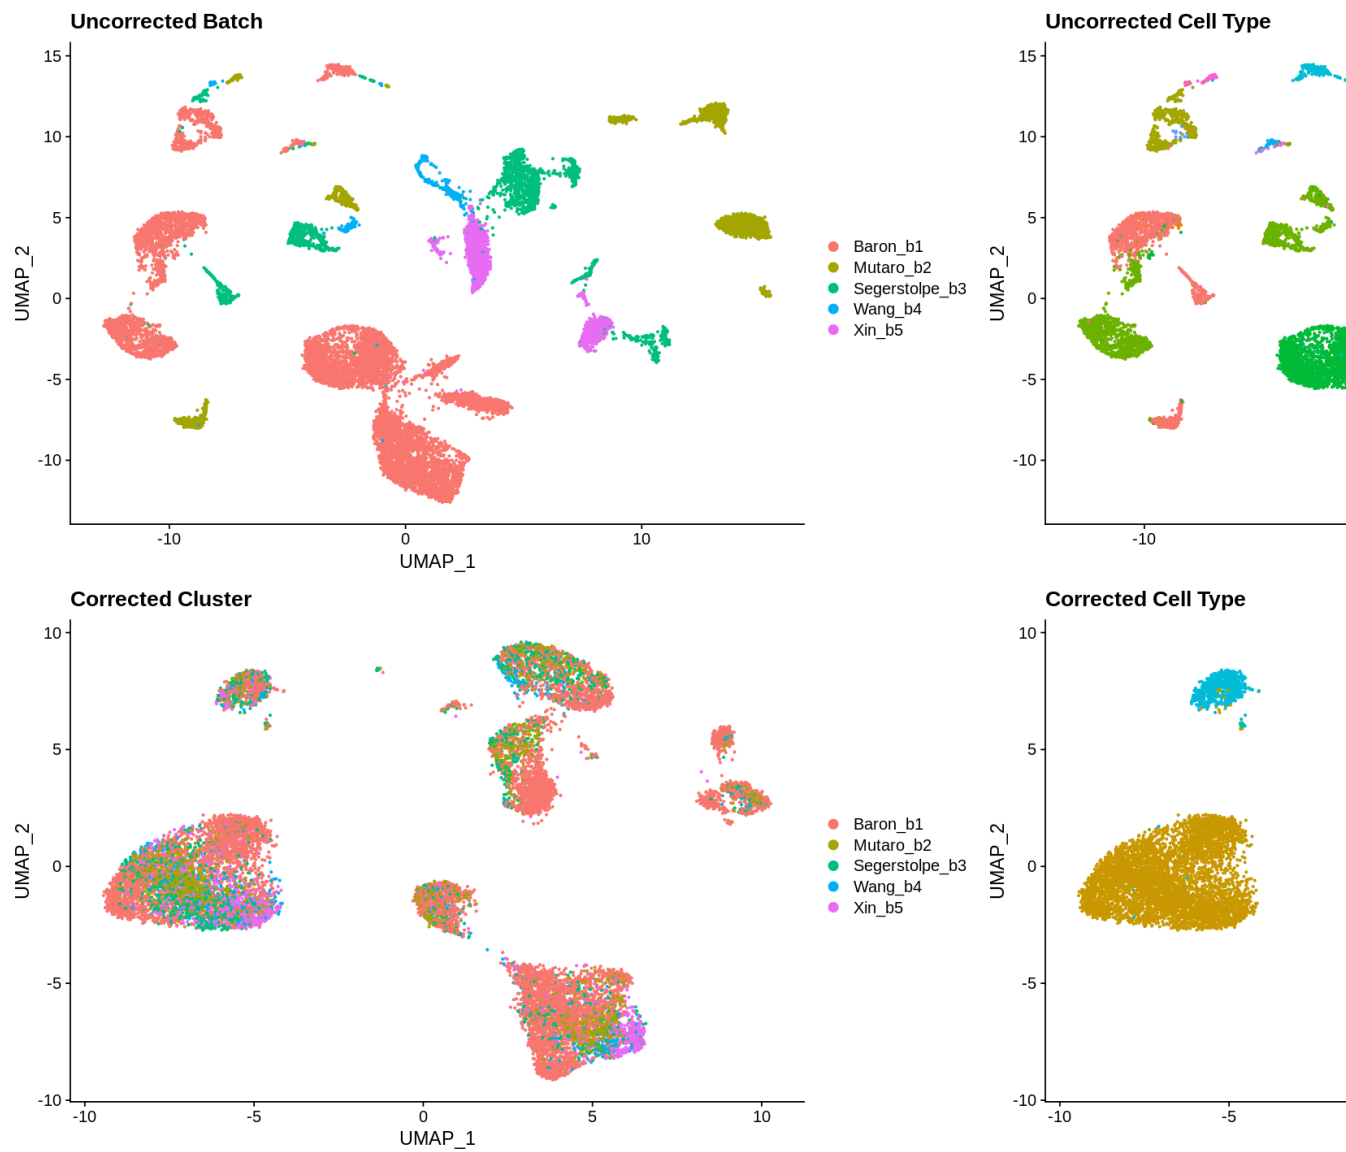 Uncorrected Batch
15
10
5
0
-5
-10
-10
0
10
UMAP_1
UMAP_2
Baron_b1
Mutaro_b2
Segerstolpe_b3
Wang_b4
Xin_b5
Uncorrected Cell Type
15
10
5
0
-5
-10
-10
UMAP_2
Corrected Cluster
10
5
0
-5
-10
-10
-5
0
5
10
UMAP_1
UMAP_2
Baron_b1
Mutaro_b2
Segerstolpe_b3
Wang_b4
Xin_b5
Corrected Cell Type
10
5
0
-5
-10
-10
-5
UMAP_2